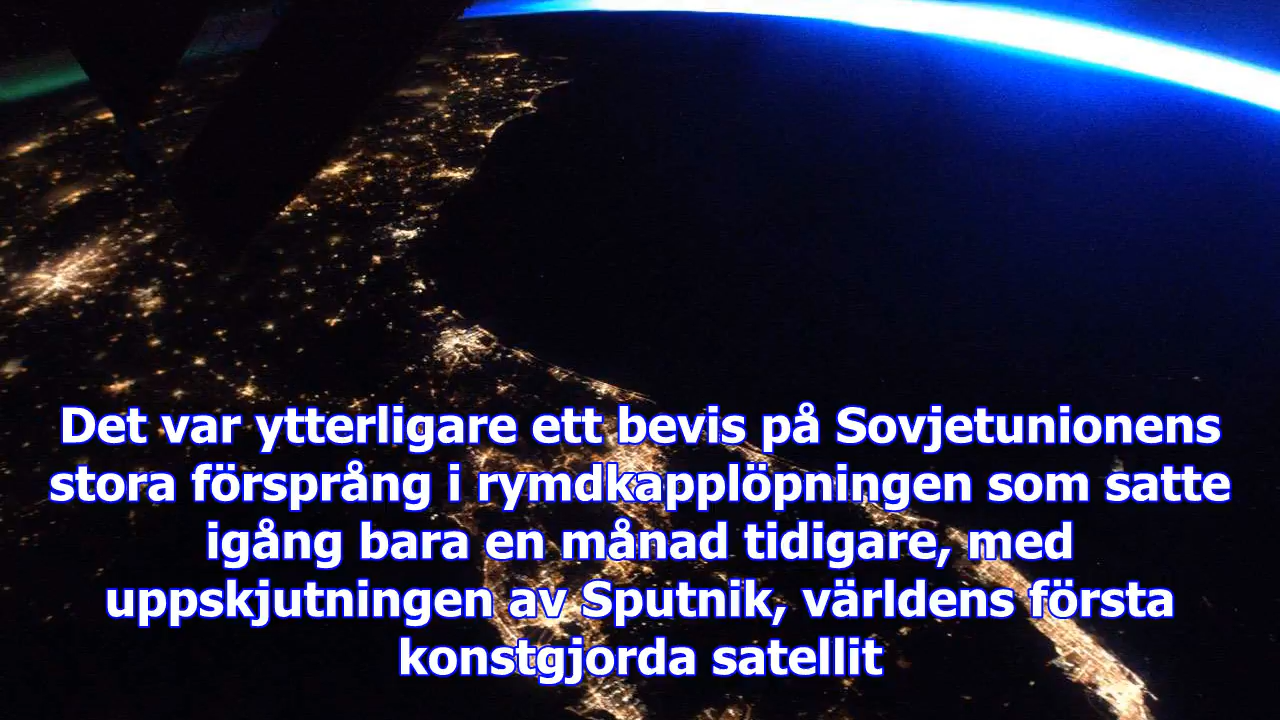 Det var ytterligare ett bevis på Sovjetunionens
stora försprång i rymdkapplöpningen som satte
igång bara en månad tidigare, med
uppskjutningen av Sputnik, världens första
konstgjorda satellit